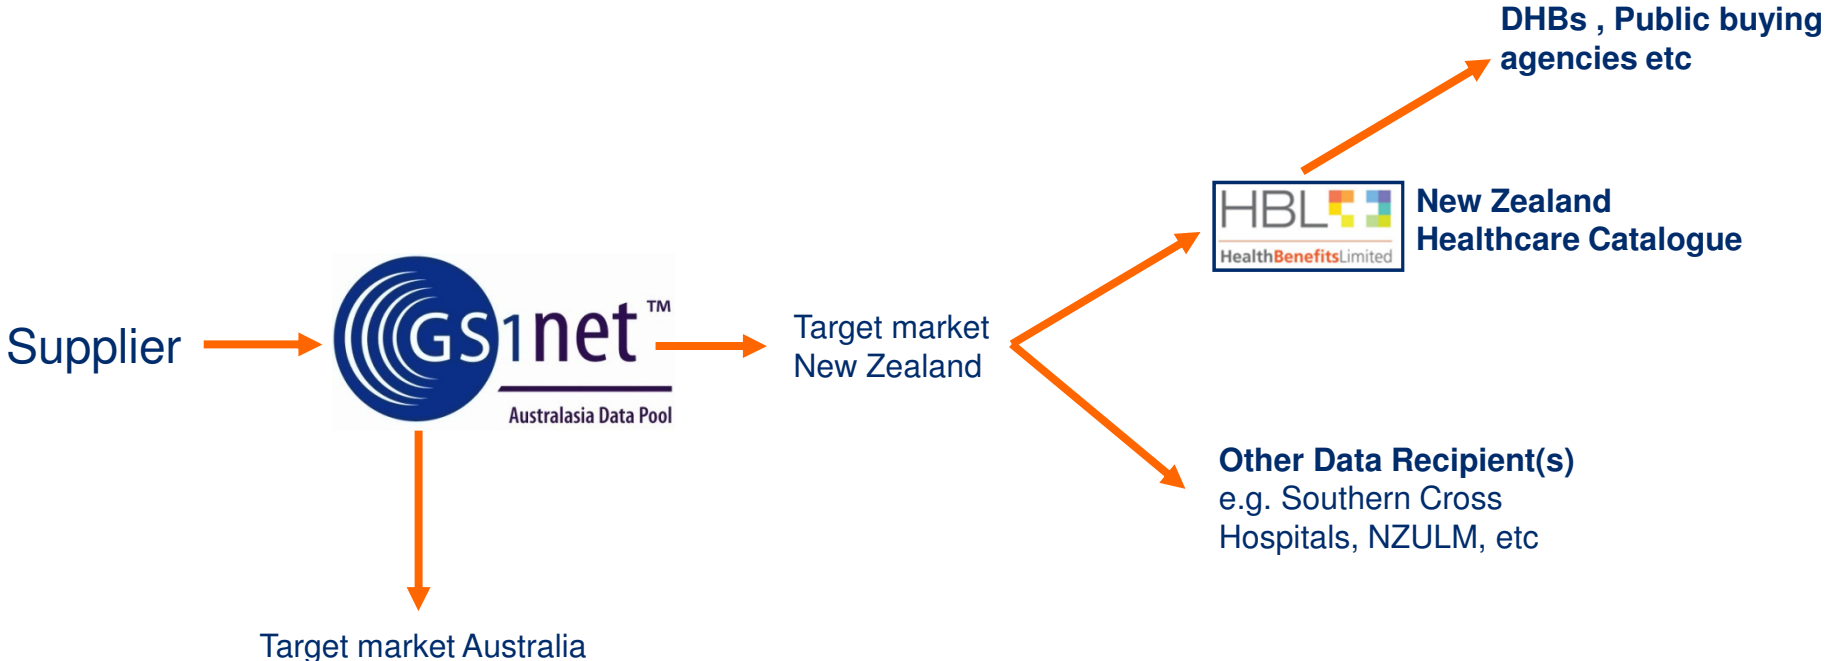 DHBs , Public buying
agencies etc
HBL
HealthBenefitsLimited
New Zealand
Healthcare Catalogue
Supplier
GS1net™
Australasia Data Pool
Target market
New Zealand
Other Data Recipient(s)
e.g. Southern Cross
Hospitals, NZULM, etc
Target market Australia